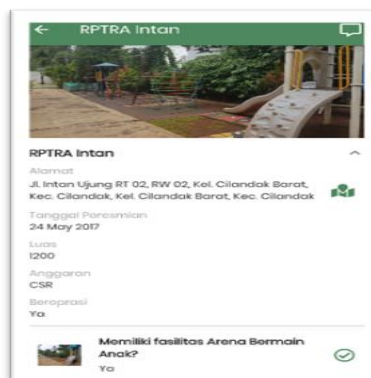 RPTRA Intan
RPTRA Intan
Alamat
Jl. Intan Ujung RT 02, RW 02, Kel. Cilandak Barat,
Kec. Cilandak, Kel. Cilandak Barat, Kec. Cilandak
Tanggal Peresmian
24 May 2017
Luas
1200
Anggaran
CSR
Beroprasi
Ya
Memiliki fasilitas Arena Bermain
Anak?
Ya